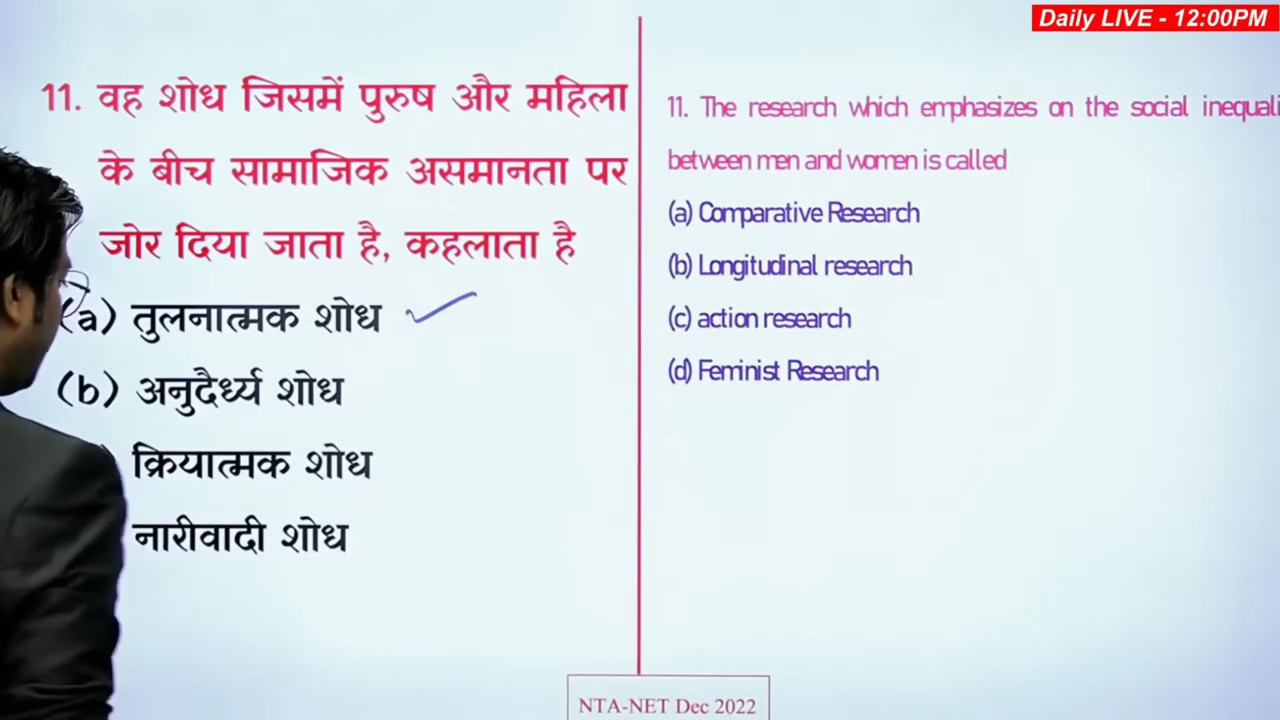 Daily LIVE - 12:00PM
11. वह शोध जिसमें पुरुष और महिला
के बीच सामाजिक असमानता पर
जोर दिया जाता है, कहलाता है
(a) तुलनात्मक शोध
(b) अनुदैर्ध्य शोध
क्रियात्मक शोध
नारीवादी शोध
11. The research which emphasizes on the social inequali
between men and women is called
(a) Comparative Research
(b) Longitudinal research
(c) action research
(d) Feminist Research
NTA-NET Dec 2022